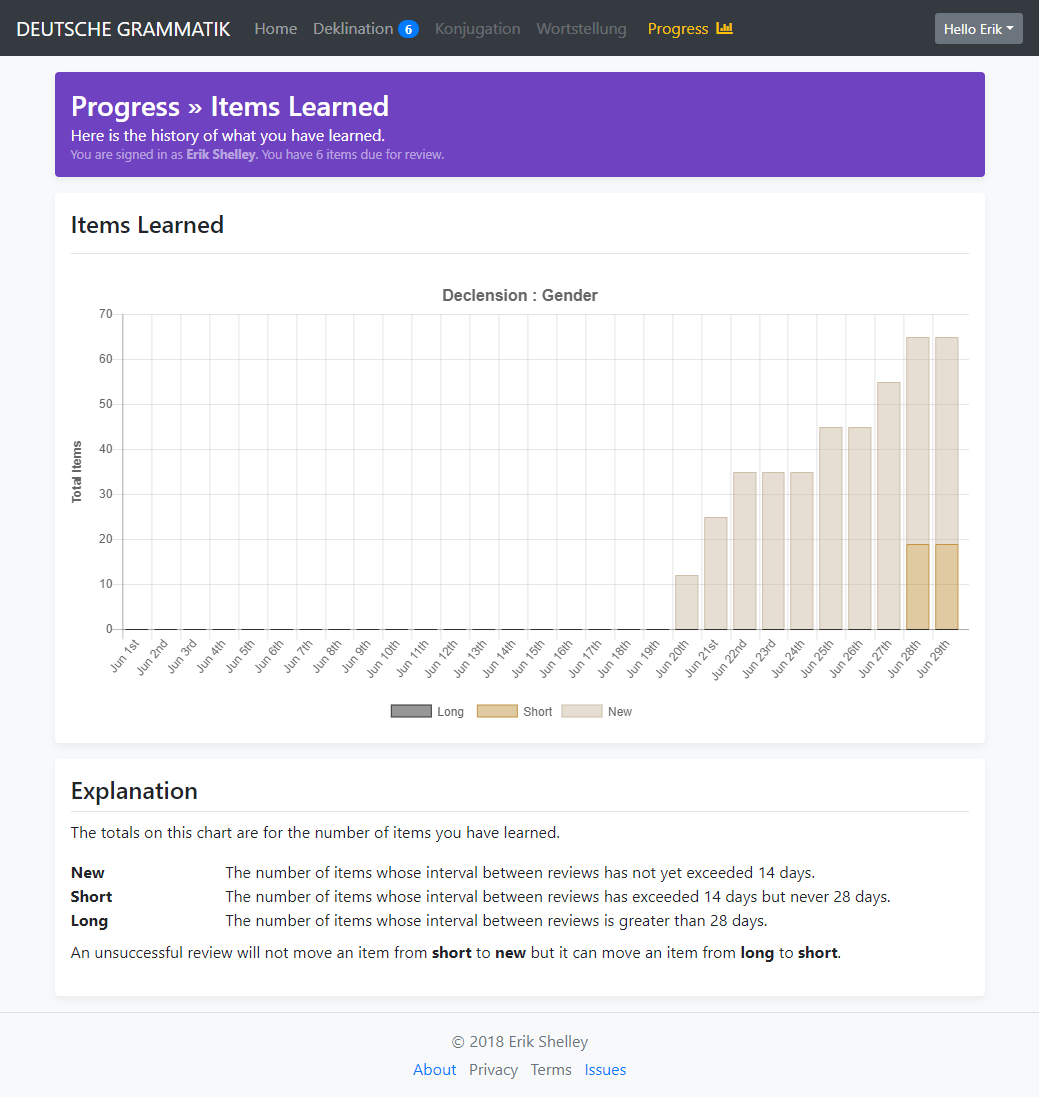 DEUTSCHE GRAMMATIK Home Deklination 6 Konjugation Wortstellung Progress Hello Erik
Progress » Items Learned
Here is the history of what you have learned.
You are signed in as Erik Shelley. You have 6 items due for review.
Items Learned
Declension : Gender
Total Items
70
60
50
40
30
20
10
0
Jun 1st Jun 2nd Jun 3rd Jun 4th Jun 5th Jun 6th Jun 7th Jun 8th Jun 9th Jun 10th Jun 11th Jun 12th Jun 13th Jun 14th Jun 15th Jun 16th Jun 17th Jun 18th Jun 19th Jun 20th Jun 21st Jun 22nd Jun 23rd Jun 24th Jun 25th Jun 26th Jun 27th Jun 28th Jun 29th
Long Short New
Explanation
The totals on this chart are for the number of items you have learned.
New The number of items whose interval between reviews has not yet exceeded 14 days.
Short The number of items whose interval between reviews has exceeded 14 days but never 28 days.
Long The number of items whose interval between reviews is greater than 28 days.
An unsuccessful review will not move an item from short to new but it can move an item from long to short.
© 2018 Erik Shelley
About Privacy Terms Issues